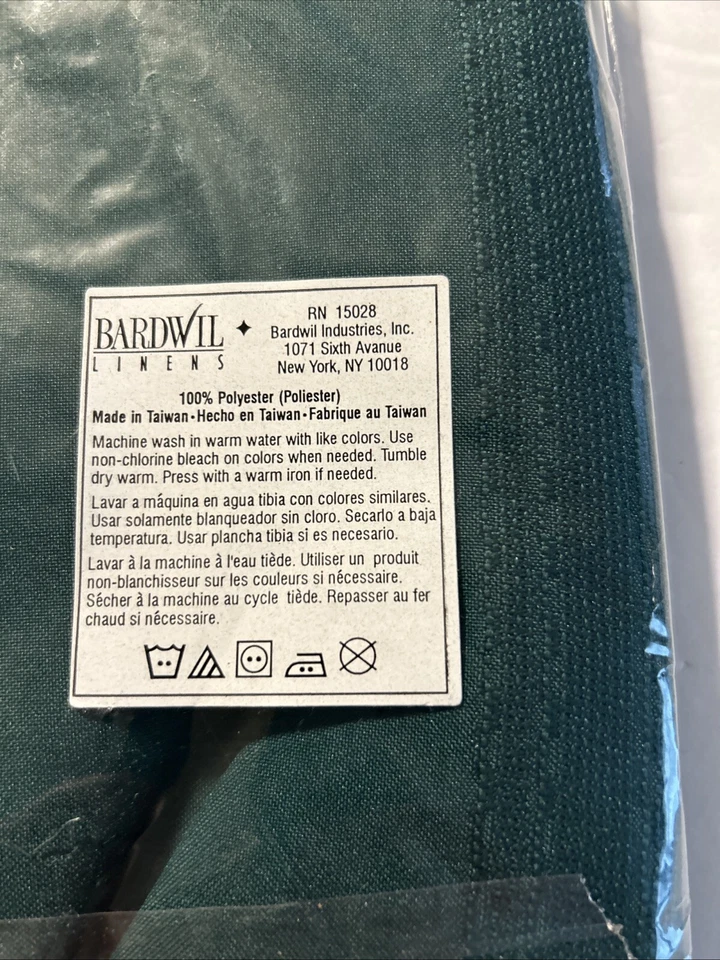 BARDWIL
LINENS
RN 15028
Bardwil Industries, Inc.
1071 Sixth Avenue
New York, NY 10018
100% Polyester (Poliester)
Made in Taiwan•Hecho en Taiwan•Fabrique au Taiwan
Machine wash in warm water with like colors. Use
non-chlorine bleach on colors when needed. Tumble
dry warm. Press with a warm iron if needed.
Lavar a máquina en agua tibia con colores similares.
Usar solamente blanqueador sin cloro. Secarlo a baja
temperatura. Usar plancha tibia si es necesario.
Lavar à la machine à l'eau tiède. Utiliser un produit
non-blanchisseur sur les couleurs si nécessaire.
Sécher à la machine au cycle tiède. Repasser au fer
chaud si nécessaire.